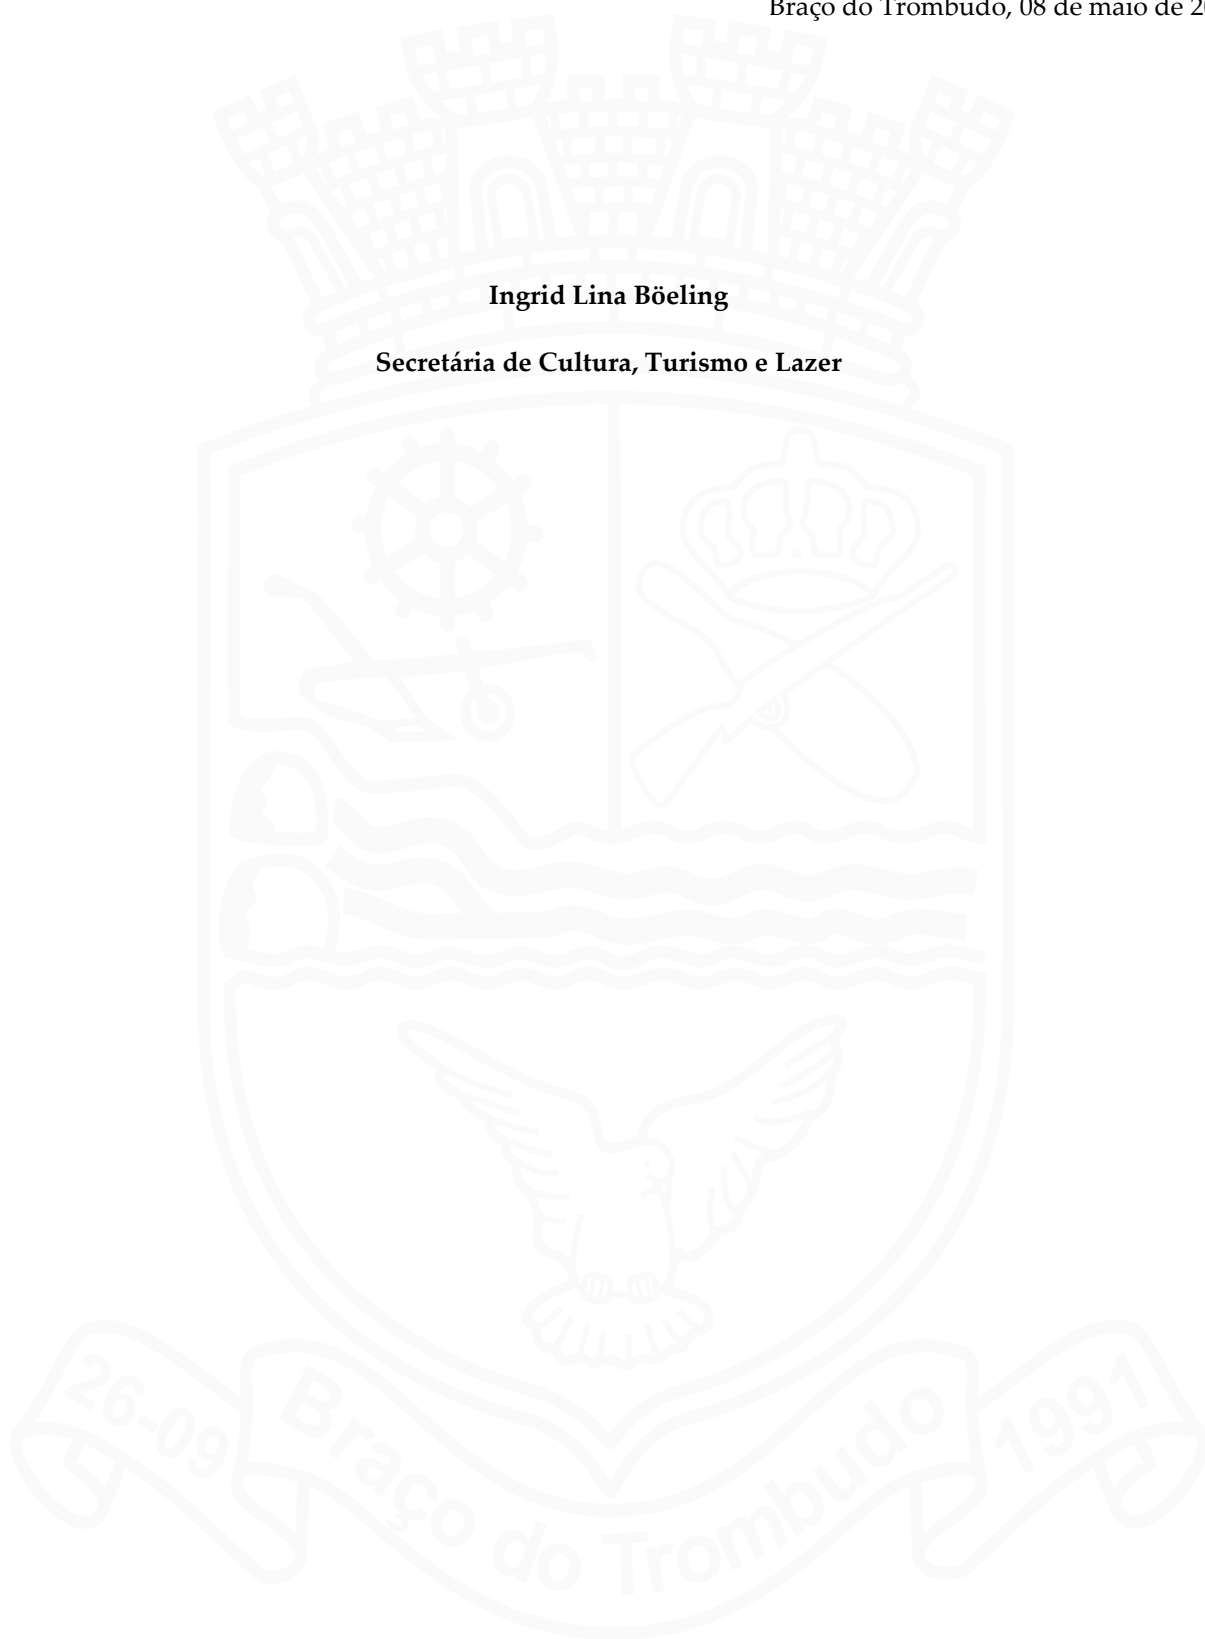 Braço do Trombudo, 08 de maio de
Ingrid Lina Böeling
Secretária de Cultura, Turismo e Lazer
26-09
Braço do Trombudo
1991